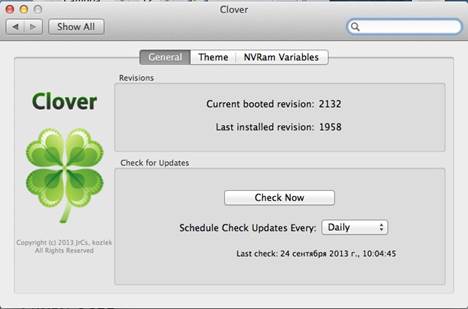 Clover
Show All
General Theme NVRam Variables
Revisions
Clover
Current booted revision: 2132
Last installed revision: 1958
Check for Updates
Check Now
Schedule Check Updates Every: Daily
Copyright (c) 2013 JrCs, kozlek
All Rights Reserved
Last check: 24 сентября 2013 г., 10:04:45